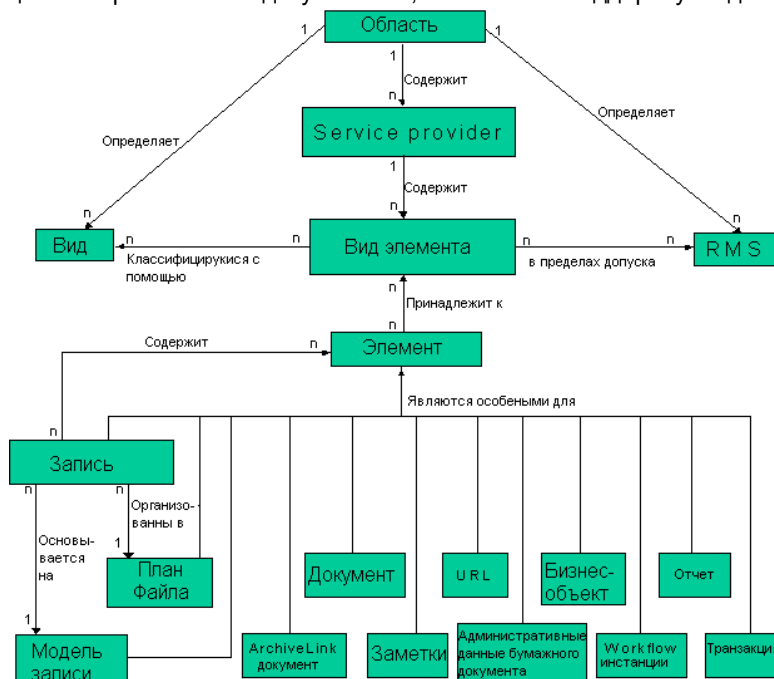 Область
1
1
1
Содержит
n
Определяет
Определяет
Service provider
1
Содержит
n
n
n
Вид
n
Классифицирукися с
помощью
n
Вид элемента
n
в пределах допуска
n
RMS
n
Принадлежит к
n
Содержит
n
Элемент
Являются особеными для
n
Запись
n
n
Организо-
ванны в
Основы-
вается
на
1
План
Файла
Документ
URL
Бизнес-
объект
Отчет
1
Модель
записи
ArchiveLink
документ
Заметки
Административные
данные бумажного
документа
Workflow
инстанции
Транзакци